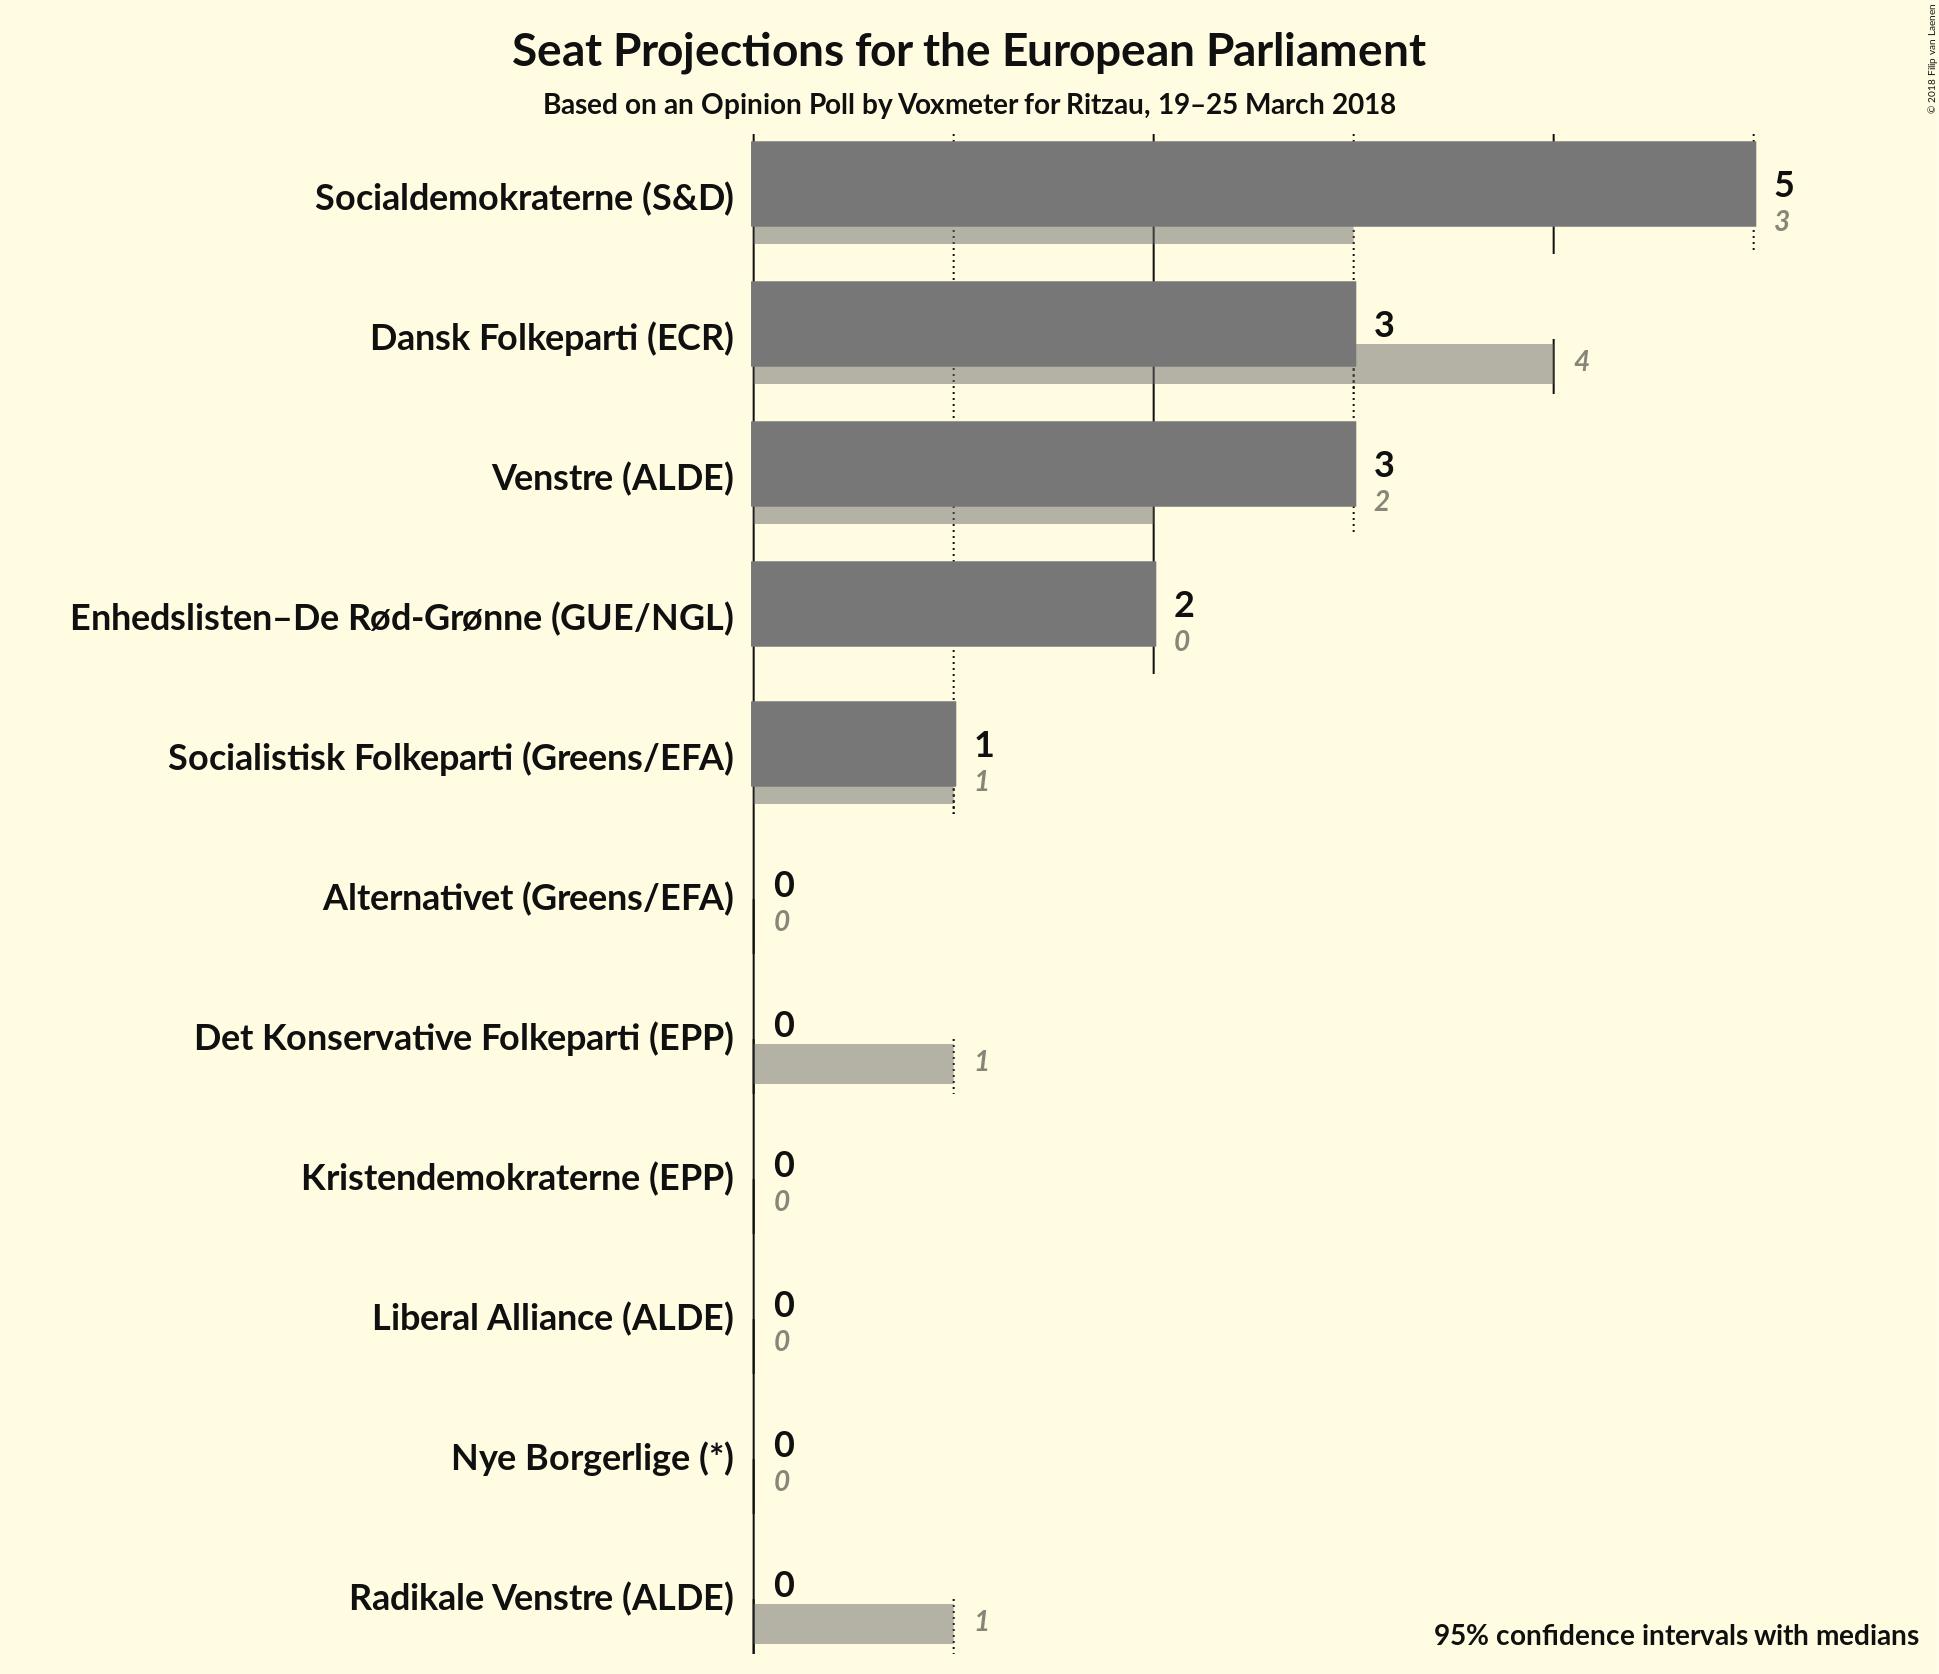 Seat Projections for the European Parliament
Based on an Opinion Poll by Voxmeter for Ritzau, 19–25 March 2018
© 2018 Filip van Laenen
Socialdemokraterne (S&D)
5
3
Dansk Folkeparti (ECR)
3
4
Venstre (ALDE)
3
2
Enhedslisten–De Rød-Grønne (GUE/NGL)
2
0
Socialistisk Folkeparti (Greens/EFA)
1
1
Alternativet (Greens/EFA)
0
0
Det Konservative Folkeparti (EPP)
0
1
Kristendemokraterne (EPP)
0
0
Liberal Alliance (ALDE)
0
0
Nye Borgerlige (*)
0
0
Radikale Venstre (ALDE)
0
1
95% confidence intervals with medians